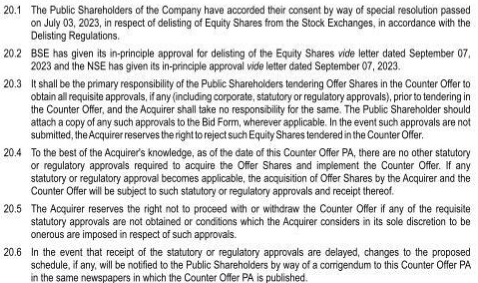 20.1 The Public Shareholders of the Company have accorded their consent by way of special resolution passed
on July 03, 2023, in respect of delisting of Equity Shares from the Stock Exchanges, in accordance with the
Delisting Regulations.
20.2 BSE has given its in-principle approval for delisting of the Equity Shares vide letter dated September 07,
2023 and the NSE has given its in-principle approval vide letter dated September 07, 2023.
20.3 It shall be the primary responsibility of the Public Shareholders tendering Offer Shares in the Counter Offer to
obtain all requisite approvals, if any (including corporate, statutory or regulatory approvals), prior to tendering in
the Counter Offer, and the Acquirer shall take no responsibility for the same. The Public Shareholder should
attach a copy of any such approvals to the Bid Form, wherever applicable. In the event such approvals are not
submitted, the Acquirer reserves the right to reject such Equity Shares tendered in the Counter Offer.
20.4 To the best of the Acquirer's knowledge, as of the date of this Counter Offer PA, there are no other statutory
or regulatory approvals required to acquire the Offer Shares and implement the Counter Offer. If any
statutory or regulatory approval becomes applicable, the acquisition of Offer Shares by the Acquirer and the
Counter Offer will be subject to such statutory or regulatory approvals and receipt thereof.
20.5 The Acquirer reserves the right not to proceed with or withdraw the Counter Offer if any of the requisite
statutory approvals are not obtained or conditions which the Acquirer considers in its sole discretion to be
onerous are imposed in respect of such approvals.
20.6 In the event that receipt of the statutory or regulatory approvals are delayed, changes to the proposed
schedule, if any, will be notified to the Public Shareholders by way of a corrigendum to this Counter Offer PA
in the same newspapers in which the Counter Offer PA is published.